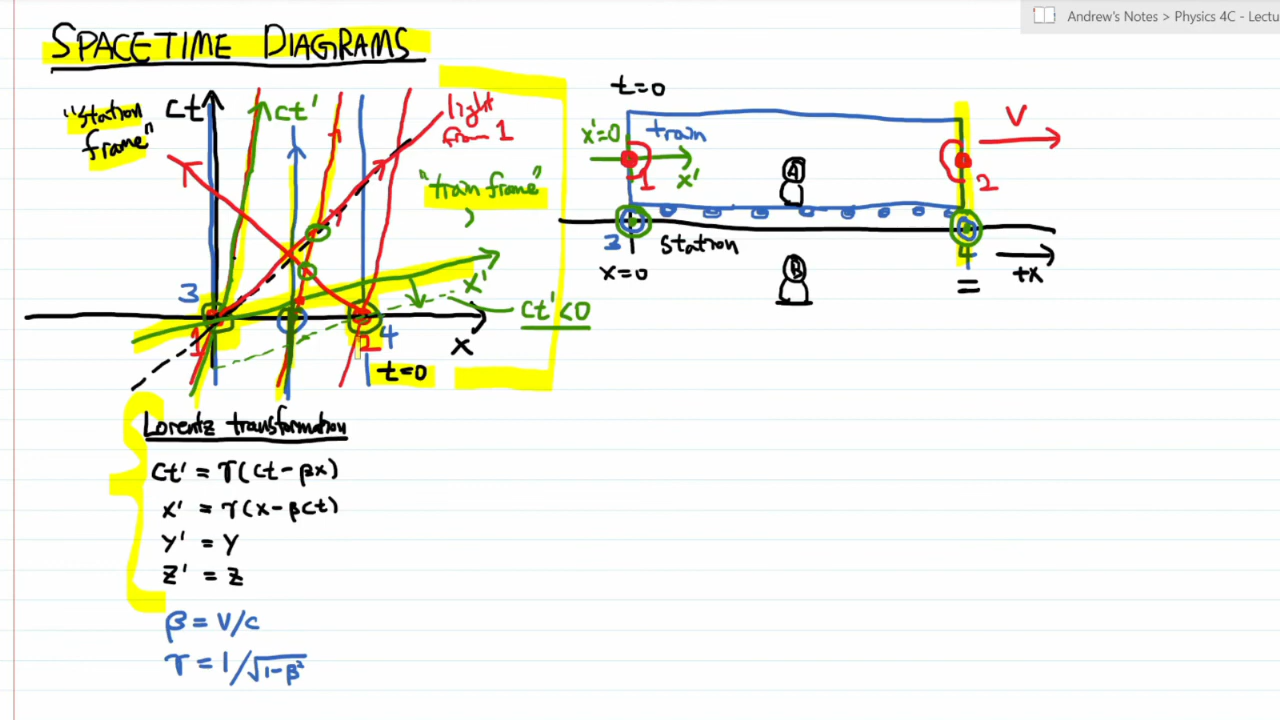 Andrew's Notes > Physics 4C - Lectu
SPACETIME DIAGRAMS
"station frame"
ct
ct'
light from 1
"train frame"
x'
ct' < 0
3
1
2
4
x
t=0
t=0
x'=0
train
V
1
x'
A
2
3
station
4
x=0
B
+x
Lorentz transformation
ct' = γ(ct - βx)
x' = γ(x - βct)
y' = y
z' = z
β = V/c
γ = 1/√1-β²